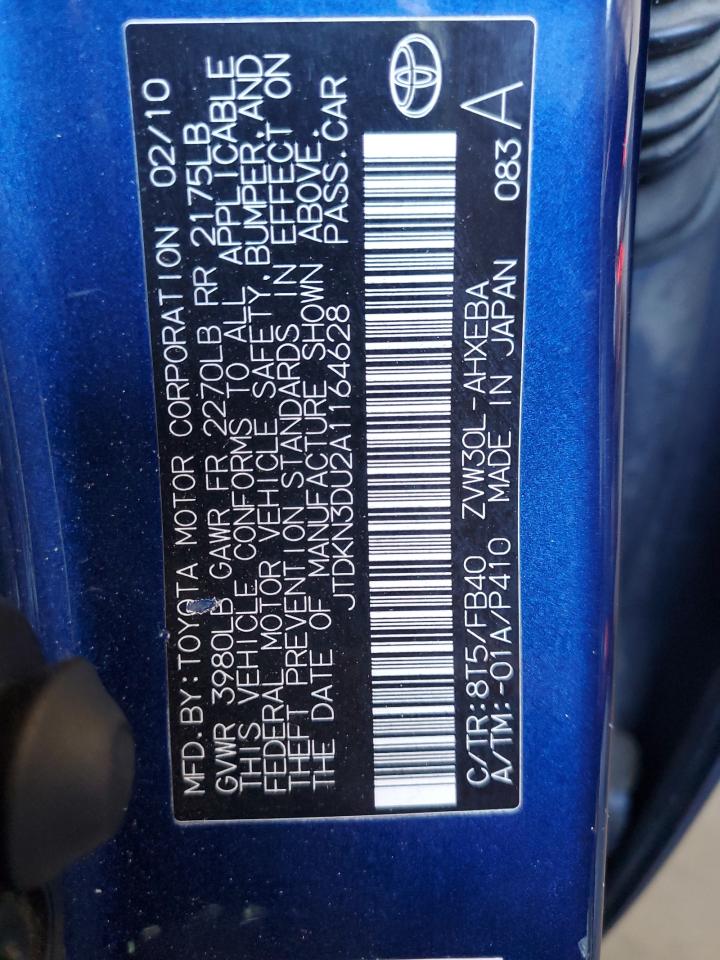 MFD. BY: TOYOTA MOTOR CORPORATION 02/10
GVWR 3980LB GAWR FR 2270LB RR 2175LB
THIS VEHICLE CONFORMS TO ALL APPLICABLE
FEDERAL MOTOR VEHICLE SAFETY, BUMPER, AND
THEFT PREVENTION STANDARDS IN EFFECT ON
THE DATE OF MANUFACTURE SHOWN ABOVE.
JTDKN3DU2A1164628 PASS. CAR
C/TR: 8T5/FB40 ZVW30L-AHXEBA 083 A
A/TM: -01A/P410 MADE IN JAPAN